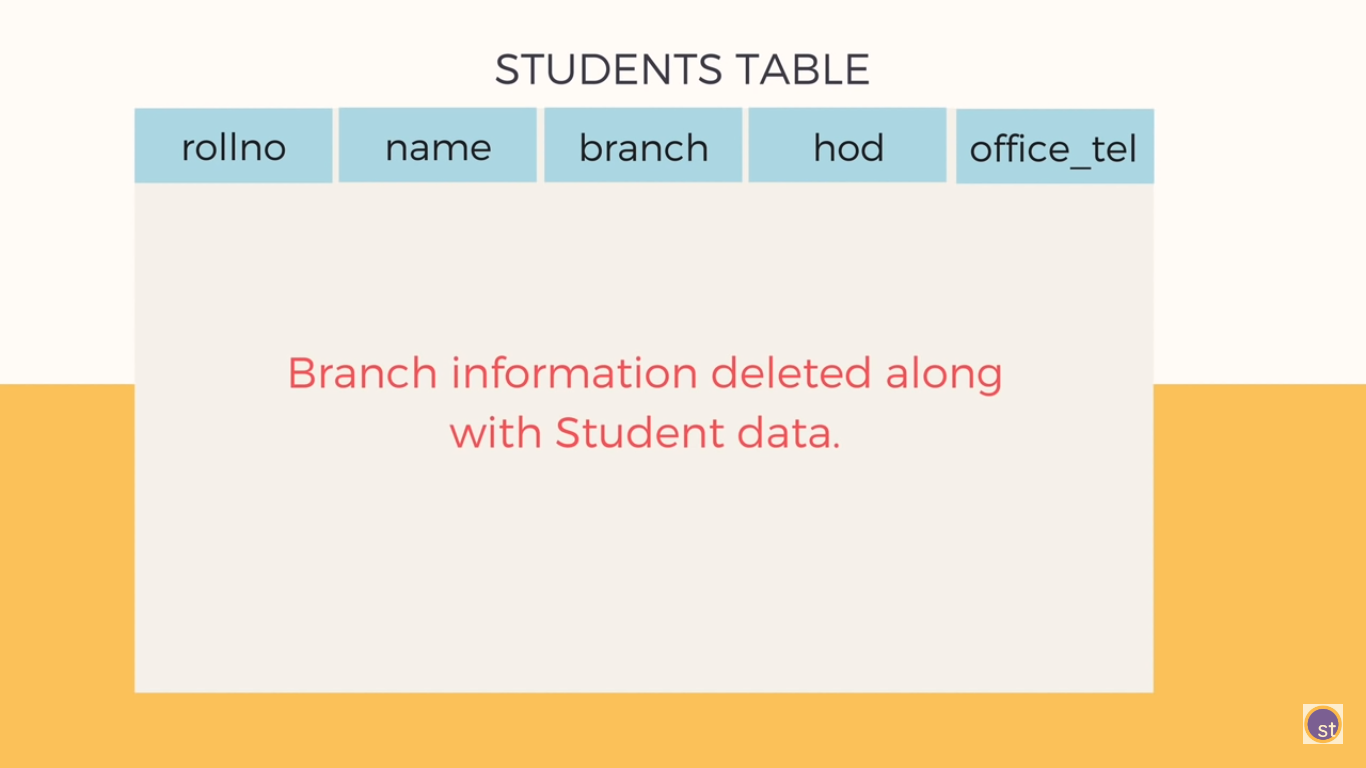 STUDENTS TABLE
rollno name branch hod office_tel
Branch information deleted along
with Student data.
st